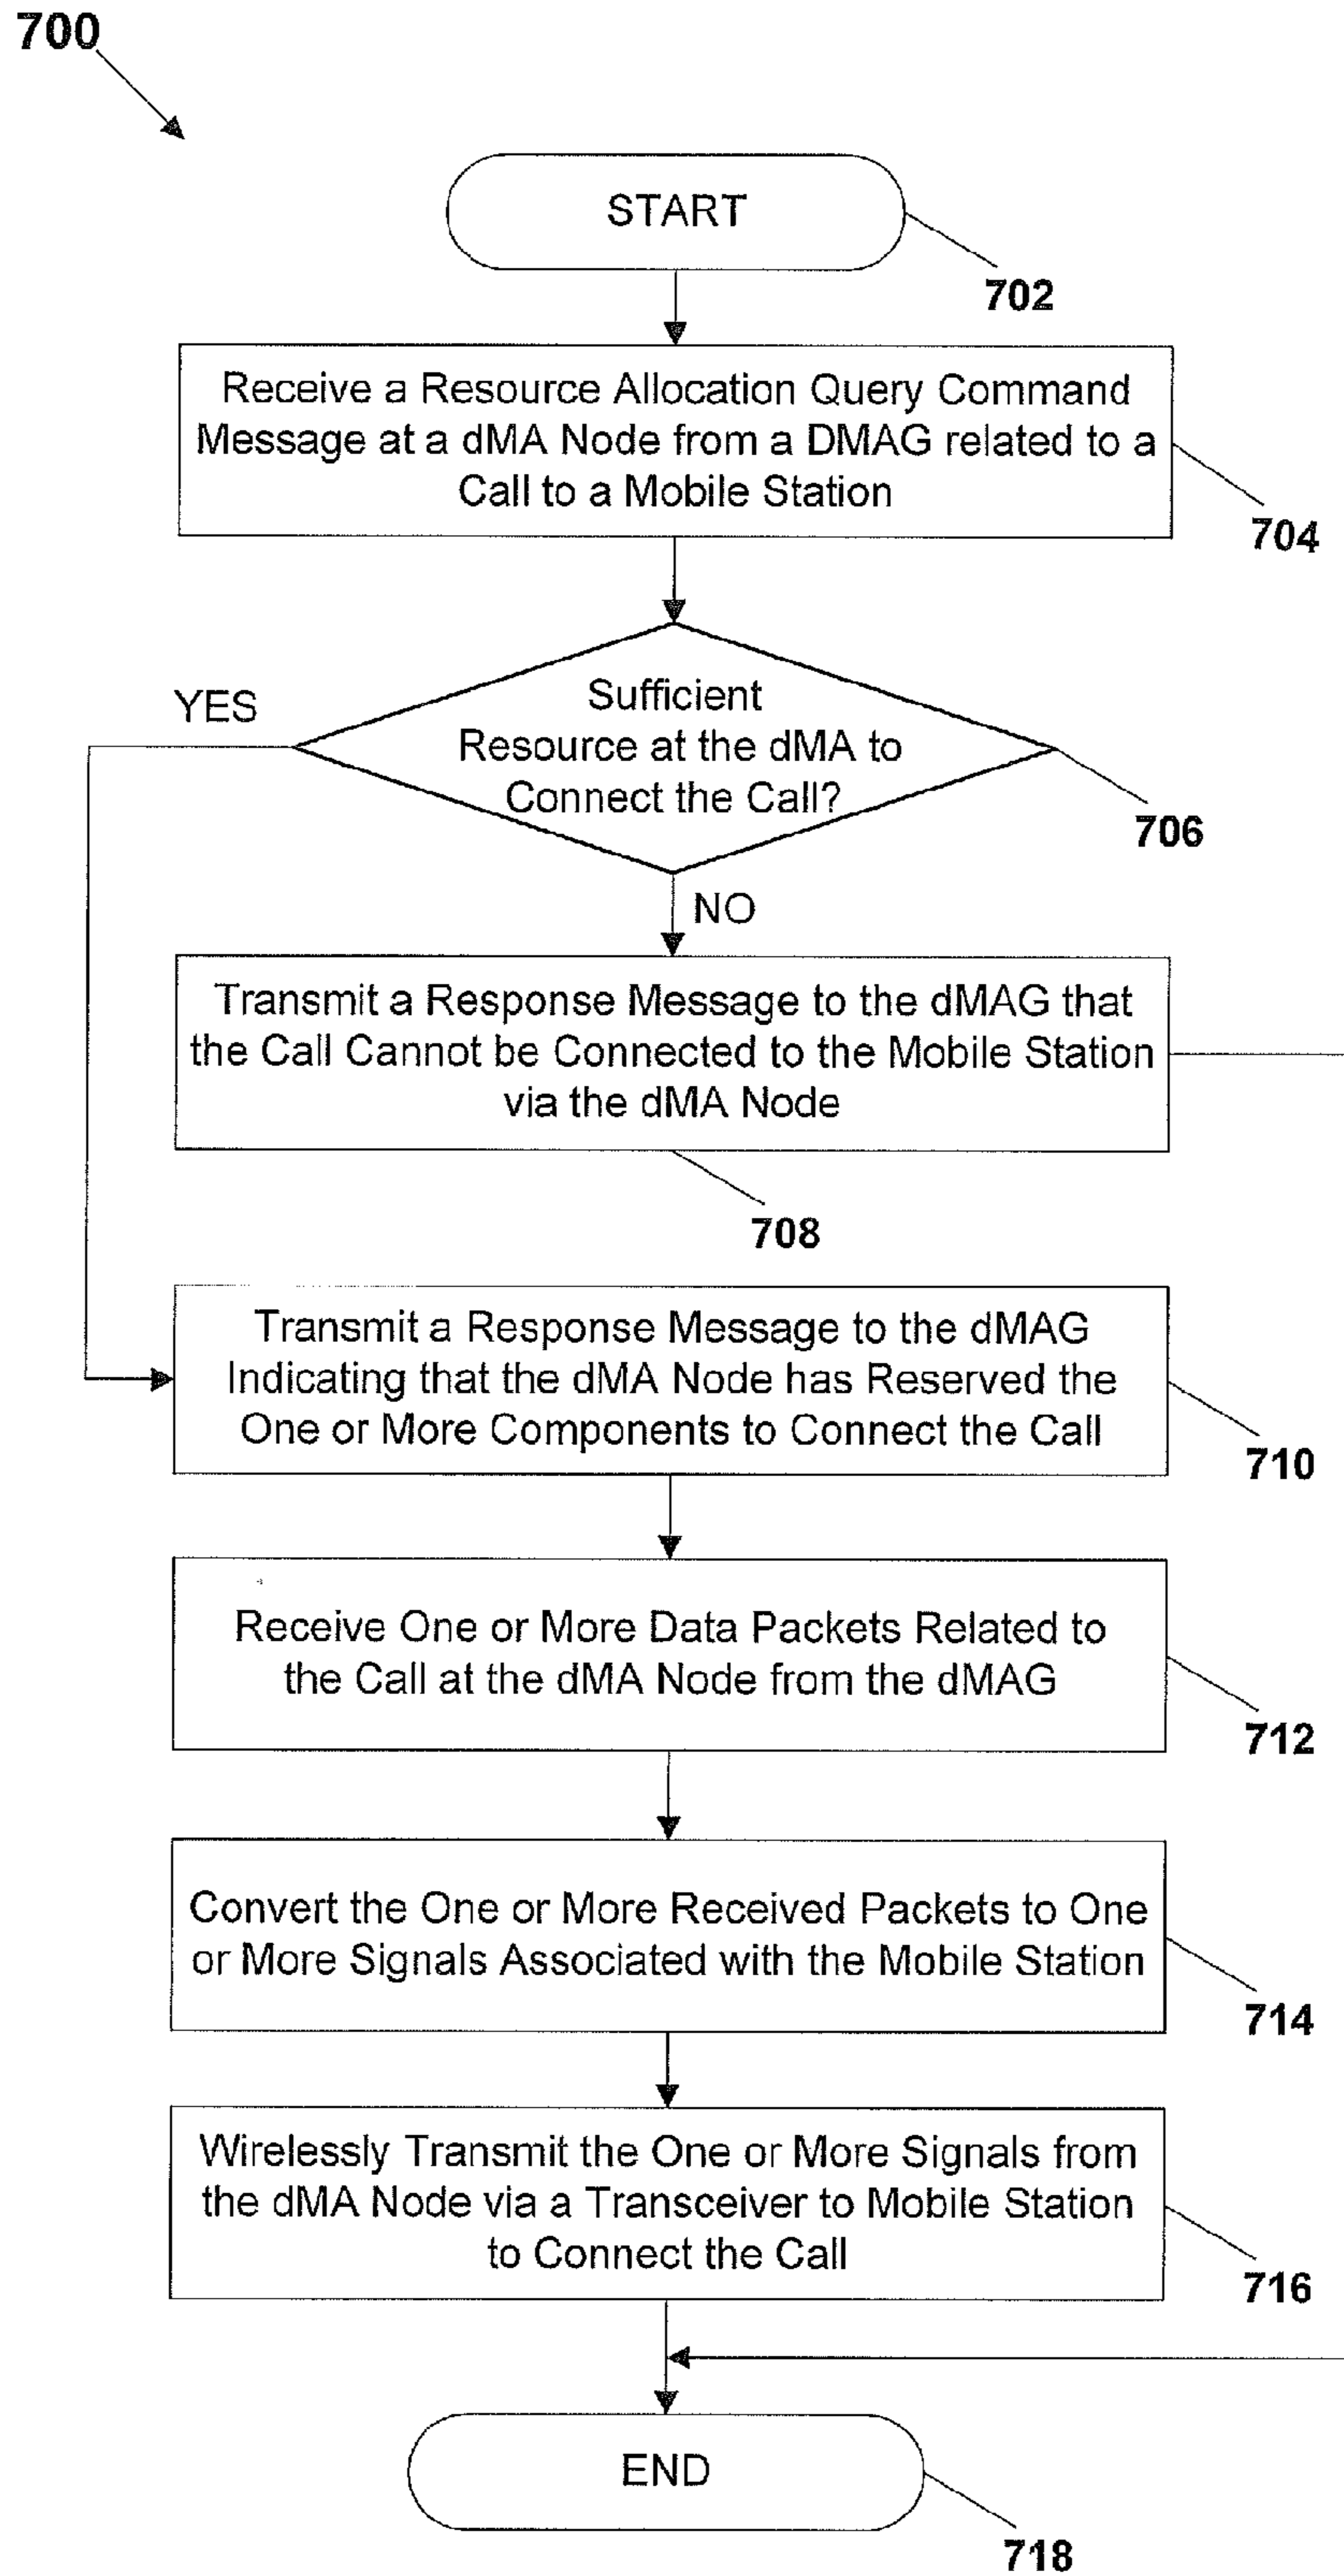 700
START
702
Receive a Resource Allocation Query Command
Message at a dMA Node from a DMAG related to a
Call to a Mobile Station
704
YES
Sufficient
Resource at the dMA to
Connect the Call?
706
NO
Transmit a Response Message to the dMAG that
the Call Cannot be Connected to the Mobile Station
via the dMA Node
708
Transmit a Response Message to the dMAG
Indicating that the dMA Node has Reserved the
One or More Components to Connect the Call
710
Receive One or More Data Packets Related to
the Call at the dMA Node from the dMAG
712
Convert the One or More Received Packets to One
or More Signals Associated with the Mobile Station
714
Wirelessly Transmit the One or More Signals from
the dMA Node via a Transceiver to Mobile Station
to Connect the Call
716
END
718